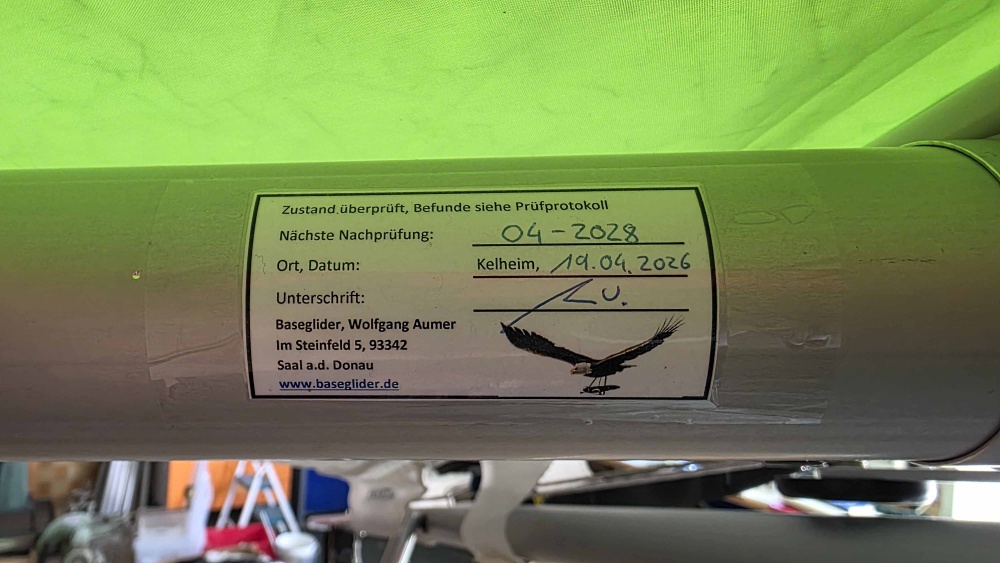 Zustand überprüft, Befunde siehe Prüfprotokoll
Nächste Nachprüfung: 04-2028
Ort, Datum: Kelheim, 19.04.2026
Unterschrift:
Baseglider, Wolfgang Aumer
Im Steinfeld 5, 93342
Saal a.d. Donau
www.baseglider.de